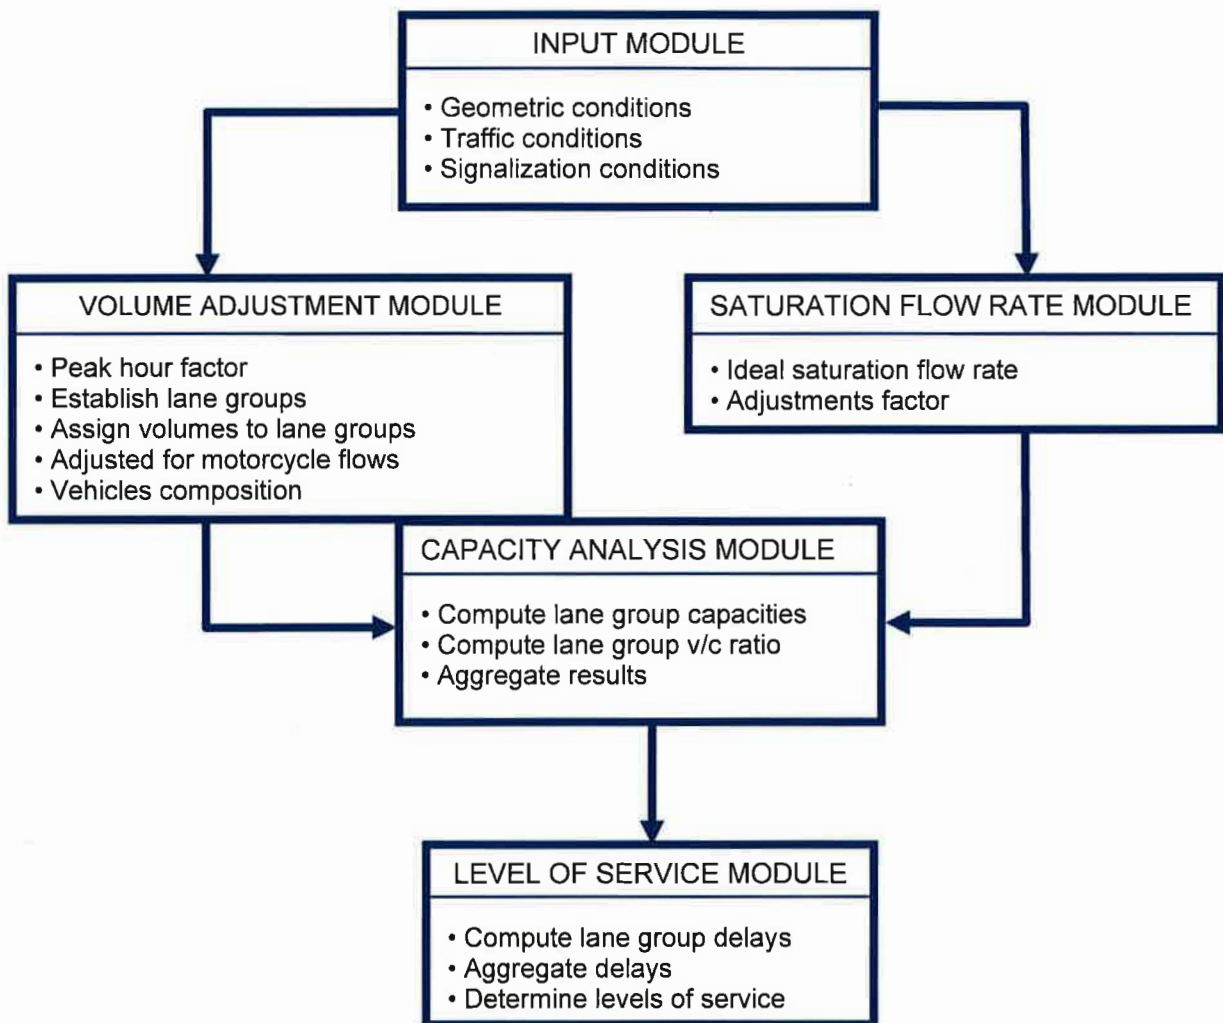 INPUT MODULE
• Geometric conditions
• Traffic conditions
• Signalization conditions
VOLUME ADJUSTMENT MODULE
• Peak hour factor
• Establish lane groups
• Assign volumes to lane groups
• Adjusted for motorcycle flows
• Vehicles composition
SATURATION FLOW RATE MODULE
• Ideal saturation flow rate
• Adjustments factor
CAPACITY ANALYSIS MODULE
• Compute lane group capacities
• Compute lane group v/c ratio
• Aggregate results
LEVEL OF SERVICE MODULE
• Compute lane group delays
• Aggregate delays
• Determine levels of service